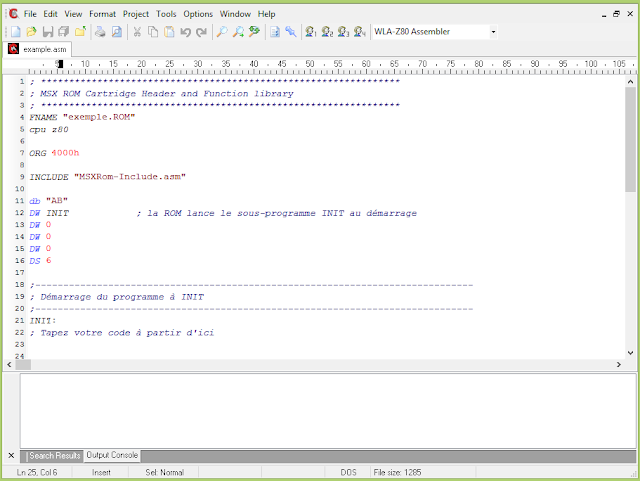 File Edit View Format Project Tools Options Window Help
WLA-Z80 Assembler
example.asm
5 10 15 20 25 30 35 40 45 50 55 60 65 70 75 80 85 90 95 100 105
1 ; ****************************************************************
2 ; MSX ROM Cartridge Header and Function library
3 ; ****************************************************************
4 FNAME "exemple.ROM"
5 cpu z80
6
7 ORG 4000h
8
9 INCLUDE "MSXRom-Include.asm"
10
11 db "AB"
12 DW INIT ; la ROM lance le sous-programme INIT au démarrage
13 DW 0
14 DW 0
15 DW 0
16 DS 6
17
18 ;------------------------------------------------------------------------------
19 ; Démarrage du programme à INIT
20 ;------------------------------------------------------------------------------
21 INIT:
22 ; Tapez votre code à partir d'ici
23
24
Search Results Output Console
Ln 25, Col 6 Insert Sel: Normal DOS File size: 1285